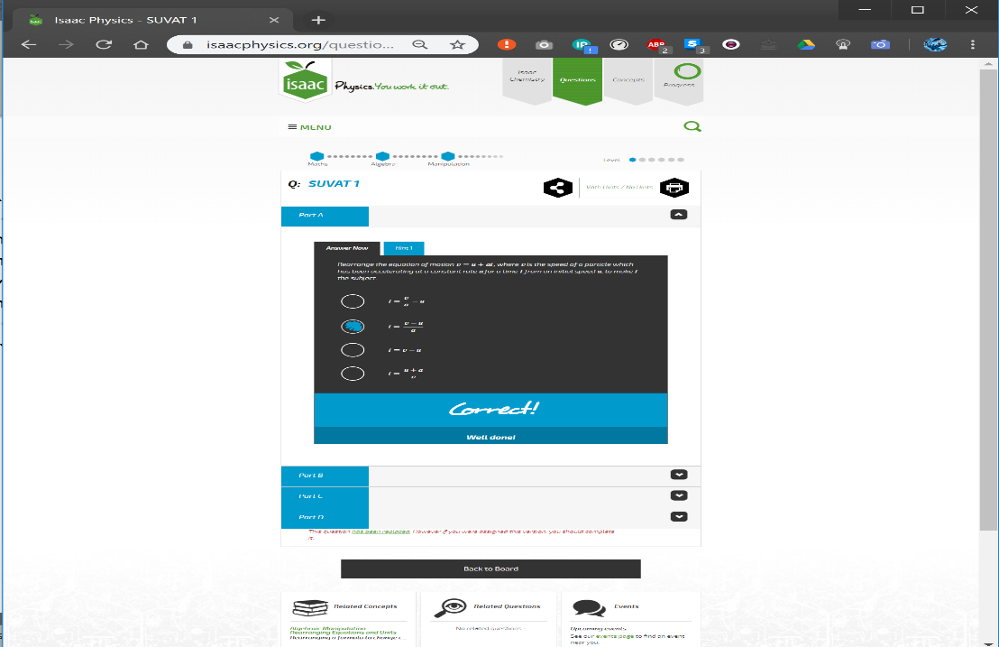 Isaac Physics - SUVAT 1
isaacphysics.org/questio...
IP
ABP
2
S
3
isaac
Physics. You work it out.
Isaac
Chemistry
Questions
Concepts
Progress
MENU
Maths
Algebra
Manipulation
Level
Q: SUVAT 1
With Hints / No Hints
Part A
Answer Now
Hint 1
Rearrange the equation of motion v = u + at, where v is the speed of a particle which
has been accelerating at a constant rate a for a time t from an initial speed u, to make t
the subject.
t = v/a − u
t = (v − u)/a
t = v − u
t = (u + a)/v
Correct!
Well done!
Part B
Part C
Part D
This question has been replaced. However if you were assigned this version, you should complete
it.
Back to Board
Related Concepts
Related Questions
Events
Algebraic Manipulation
Rearranging Equations and Units
Rearranging a formula to change i...
No related questions
Upcoming events
See our events page to find an event
near you.